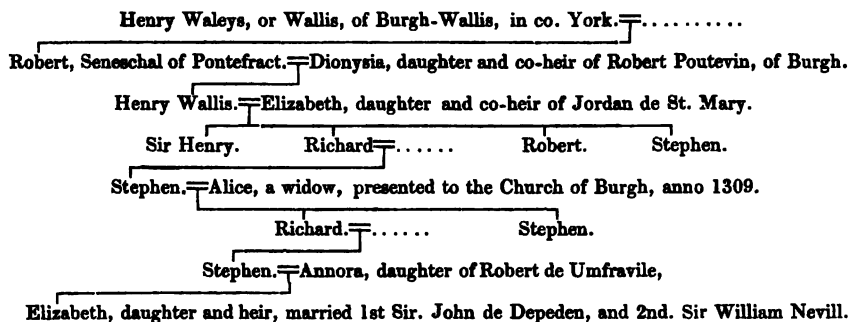 Henry Waleys, or Wallis, of Burgh-Wallis, in co. York.=..........
Robert, Seneschal of Pontefract.=Dionysia, daughter and co-heir of Robert Poutevin, of Burgh.
Henry Wallis.=Elizabeth, daughter and co-heir of Jordan de St. Mary.
Sir Henry. Richard=...... Robert. Stephen.
Stephen.=Alice, a widow, presented to the Church of Burgh, anno 1309.
Richard.=...... Stephen.
Stephen.=Annora, daughter of Robert de Umfravile,
Elizabeth, daughter and heir, married 1st Sir. John de Depeden, and 2nd. Sir William Nevill.